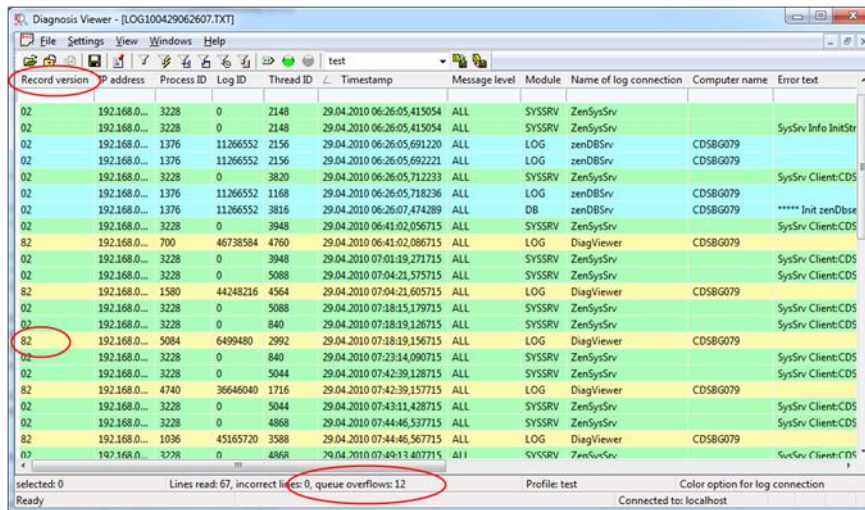 Diagnosis Viewer - [LOG100429062607.TXT]
File Settings View Windows Help
test
Record version IP address Process ID Log ID Thread ID Timestamp Message level Module Name of log connection Computer name Error text
02 192.168.0... 3228 0 2148 29.04.2010 06:26:05,415054 ALL SYSSRV ZenSysSrv
02 192.168.0... 3228 0 2148 29.04.2010 06:26:05,415054 ALL SYSSRV ZenSysSrv SysSrv Info InitStr
02 192.168.0... 1376 11266552 2156 29.04.2010 06:26:05,691220 ALL LOG zenDBSrv CDSBG079
02 192.168.0... 1376 11266552 2156 29.04.2010 06:26:05,692221 ALL LOG zenDBSrv CDSBG079
02 192.168.0... 3228 0 3820 29.04.2010 06:26:05,712233 ALL SYSSRV ZenSysSrv SysSrv Client:CDS
02 192.168.0... 1376 11266552 1168 29.04.2010 06:26:05,718236 ALL LOG zenDBSrv CDSBG079
02 192.168.0... 1376 11266552 3816 29.04.2010 06:26:07,474289 ALL DB zenDBSrv CDSBG079 ***** Init zenDbse
02 192.168.0... 3228 0 3948 29.04.2010 06:41:02,056715 ALL SYSSRV ZenSysSrv SysSrv Client:CDS
82 192.168.0... 700 46738584 4760 29.04.2010 06:41:02,086715 ALL LOG DiagViewer CDSBG079
02 192.168.0... 3228 0 3948 29.04.2010 07:01:19,271715 ALL SYSSRV ZenSysSrv SysSrv Client:CDS
02 192.168.0... 3228 0 5088 29.04.2010 07:04:21,575715 ALL SYSSRV ZenSysSrv SysSrv Client:CDS
82 192.168.0... 1580 44248216 4564 29.04.2010 07:04:21,605715 ALL LOG DiagViewer CDSBG079
02 192.168.0... 3228 0 5088 29.04.2010 07:18:15,179715 ALL SYSSRV ZenSysSrv SysSrv Client:CDS
02 192.168.0... 3228 0 840 29.04.2010 07:18:19,126715 ALL SYSSRV ZenSysSrv SysSrv Client:CDS
82 192.168.0... 5084 6499480 2992 29.04.2010 07:18:19,156715 ALL LOG DiagViewer CDSBG079
02 192.168.0... 3228 0 840 29.04.2010 07:23:14,090715 ALL SYSSRV ZenSysSrv SysSrv Client:CDS
02 192.168.0... 3228 0 5044 29.04.2010 07:42:39,128715 ALL SYSSRV ZenSysSrv SysSrv Client:CDS
82 192.168.0... 4740 36646040 1716 29.04.2010 07:42:39,157715 ALL LOG DiagViewer CDSBG079
02 192.168.0... 3228 0 5044 29.04.2010 07:43:11,428715 ALL SYSSRV ZenSysSrv SysSrv Client:CDS
02 192.168.0... 3228 0 4868 29.04.2010 07:44:46,537715 ALL SYSSRV ZenSysSrv SysSrv Client:CDS
82 192.168.0... 1036 45165720 3588 29.04.2010 07:44:46,567715 ALL LOG DiagViewer CDSBG079
02 192.168.0... 3228 0 4868 29.04.2010 07:49:13,407715 ALL SYSSRV ZenSysSrv SysSrv Client:CDS
selected: 0 Lines read: 67, incorrect lines: 0, queue overflows: 12 Profile: test Color option for log connection
Ready Connected to: localhost